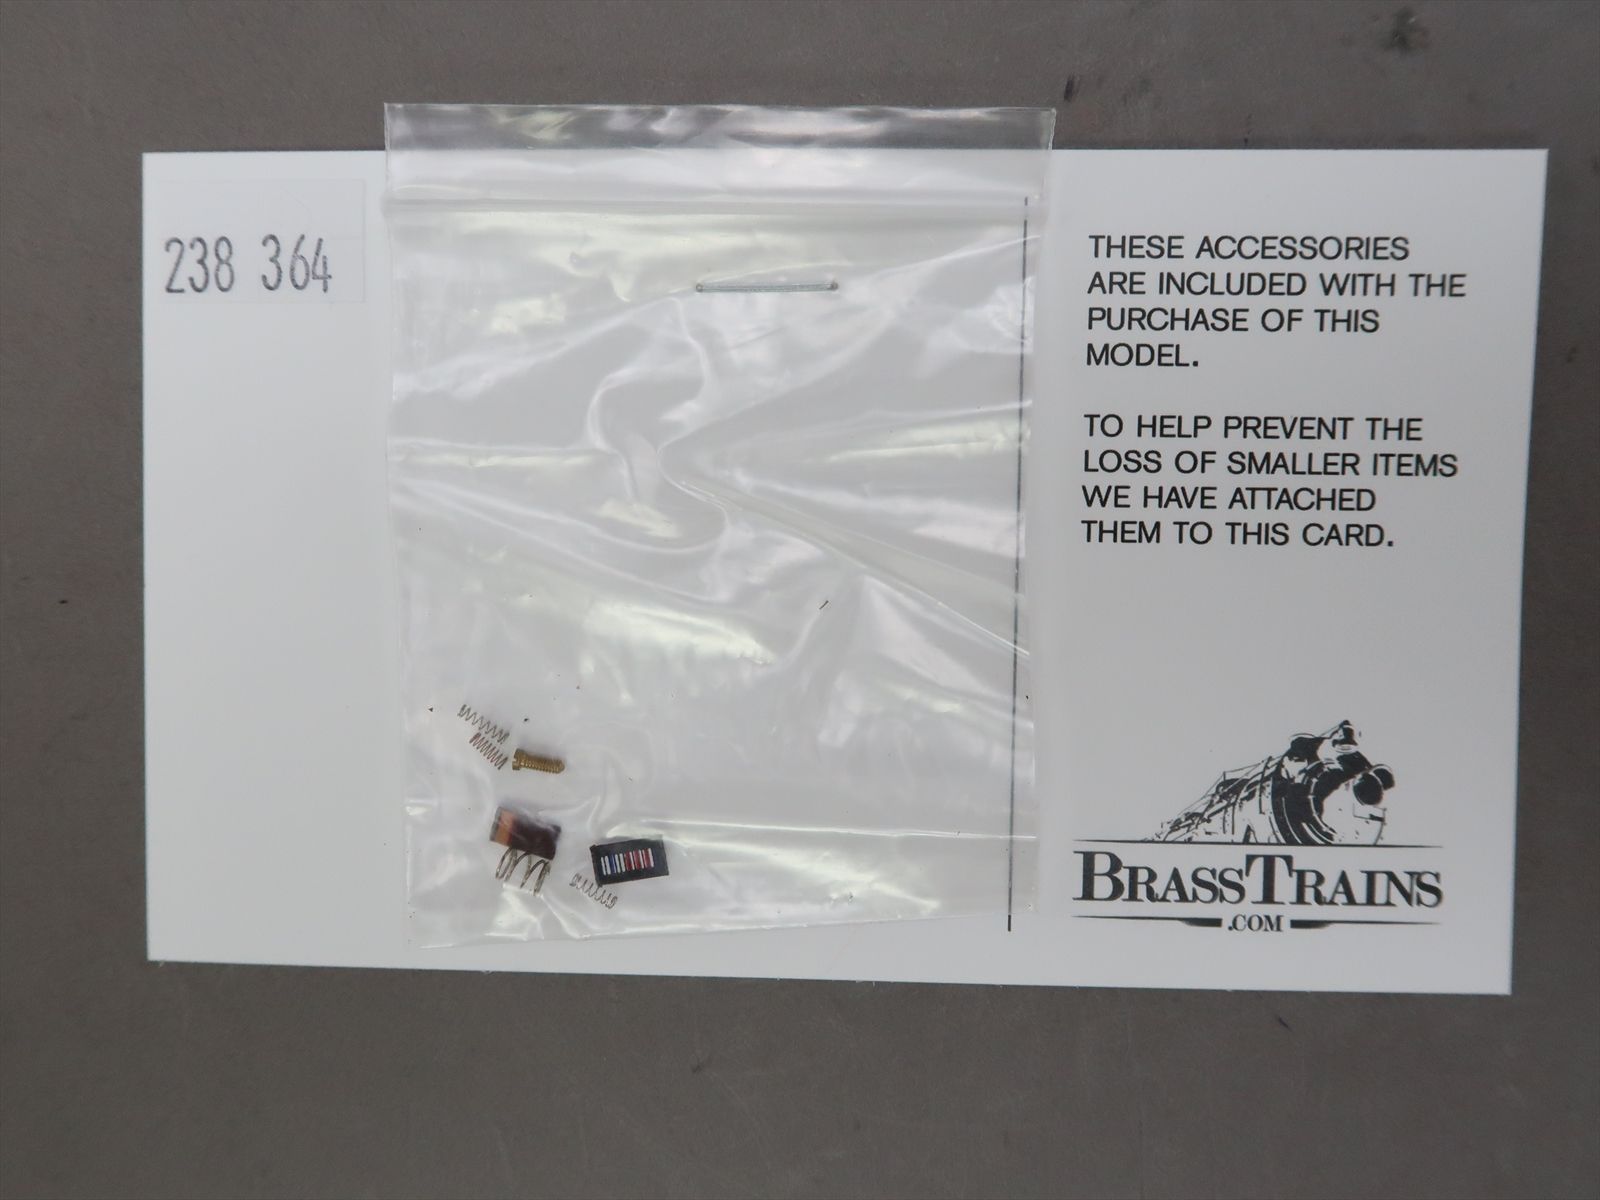 238 364
THESE ACCESSORIES
ARE INCLUDED WITH THE
PURCHASE OF THIS
MODEL.
TO HELP PREVENT THE
LOSS OF SMALLER ITEMS
WE HAVE ATTACHED
THEM TO THIS CARD.
BRASSTRAINS
.COM